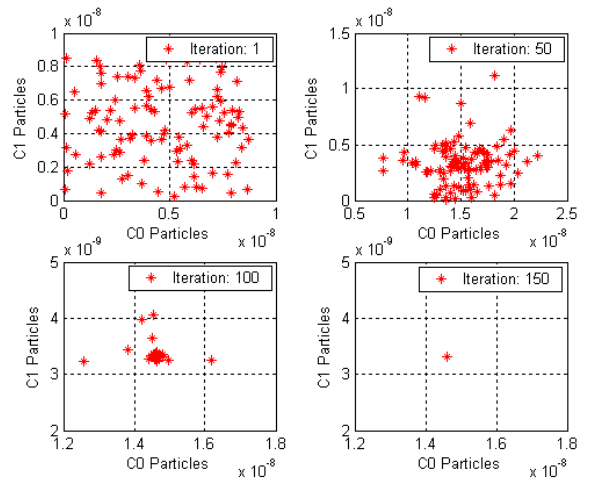 x 10^-8
x 10^-8
1
Iteration: 1
1.5
Iteration: 50
0.8
0.6
1
0.4
0.5
0.2
0
0
C1 Particles
C1 Particles
0
0.5
1
0.5
1
1.5
2
2.5
C0 Particles
x 10^-8
C0 Particles
x 10^-8
x 10^-9
x 10^-9
5
Iteration: 100
5
Iteration: 150
4
4
3
3
2
2
C1 Particles
C1 Particles
1.2
1.4
1.6
1.8
1.2
1.4
1.6
1.8
C0 Particles
x 10^-8
C0 Particles
x 10^-8